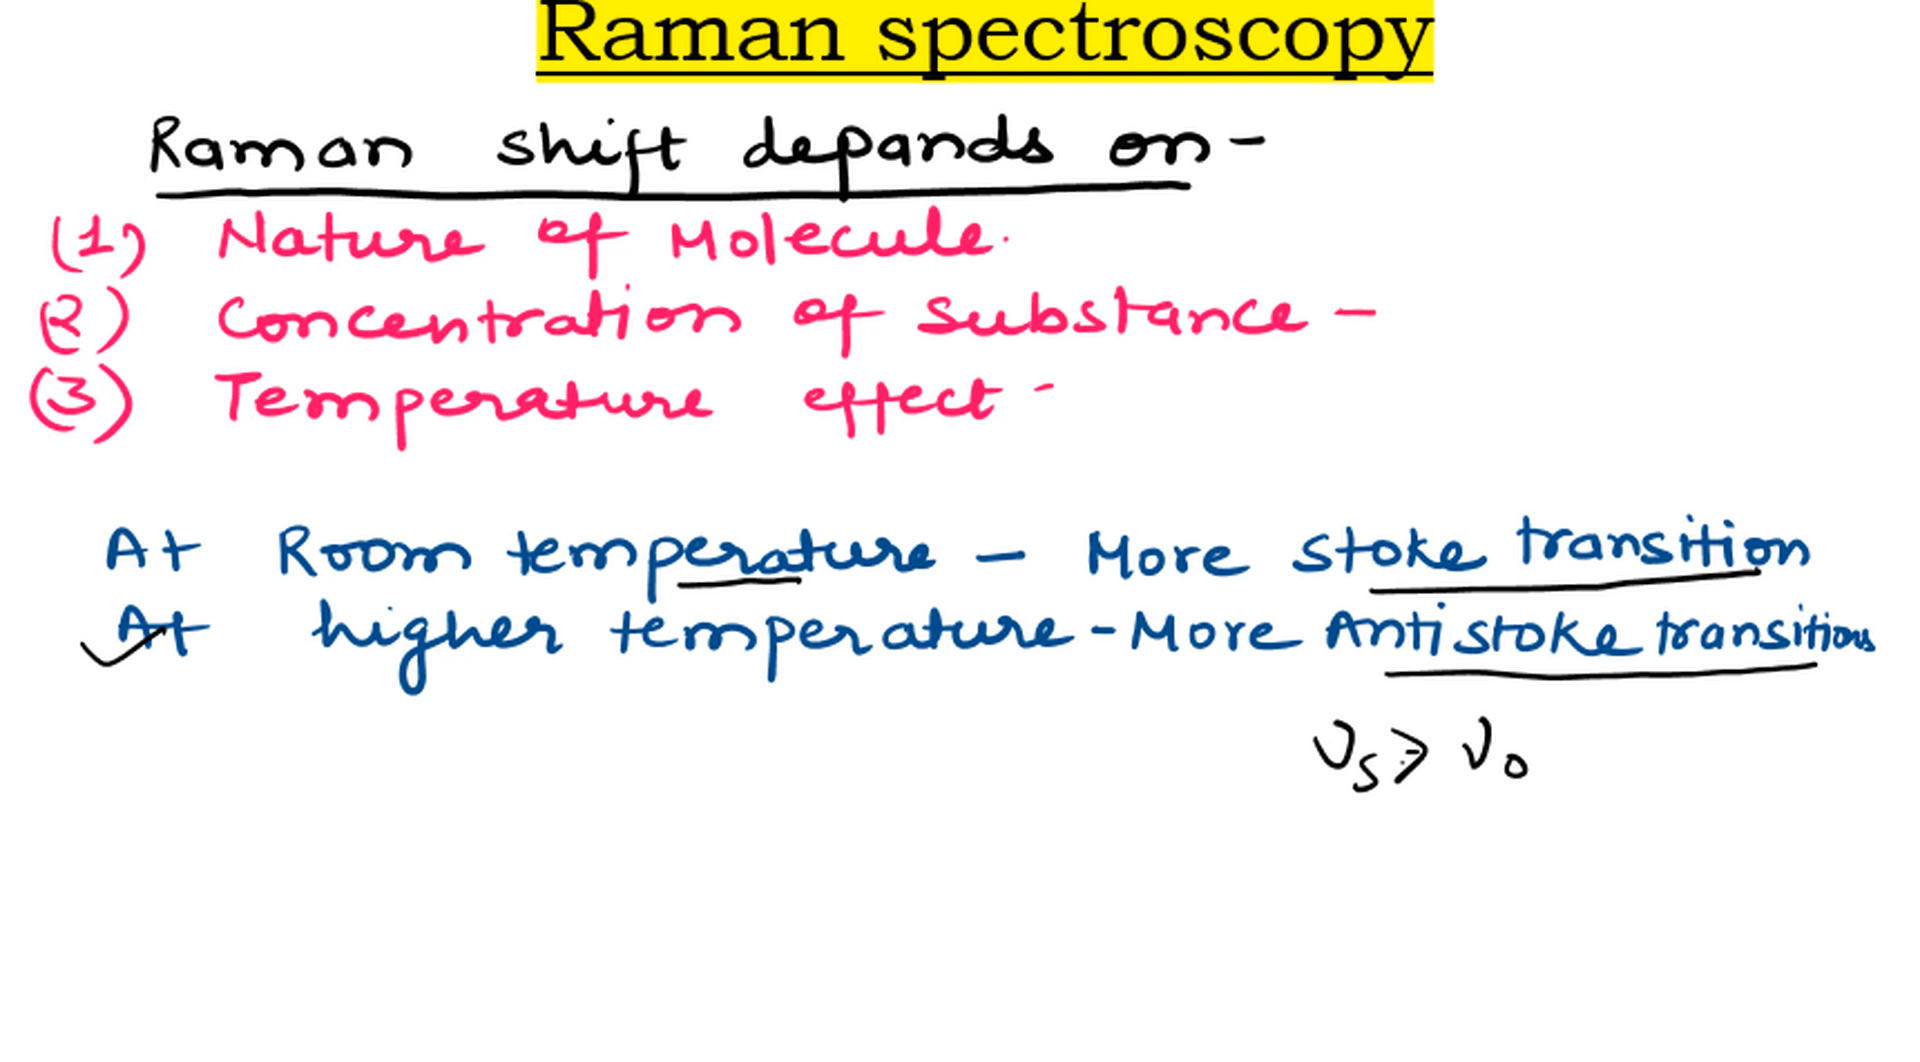 Raman spectroscopy
Raman shift depands on-
(1) Nature of Molecule.
(2) Concentration of substance -
(3) Temperature effect -
At Room temperature - More stoke transition
At higher temperature - More Antistoke transitions
νs > ν0